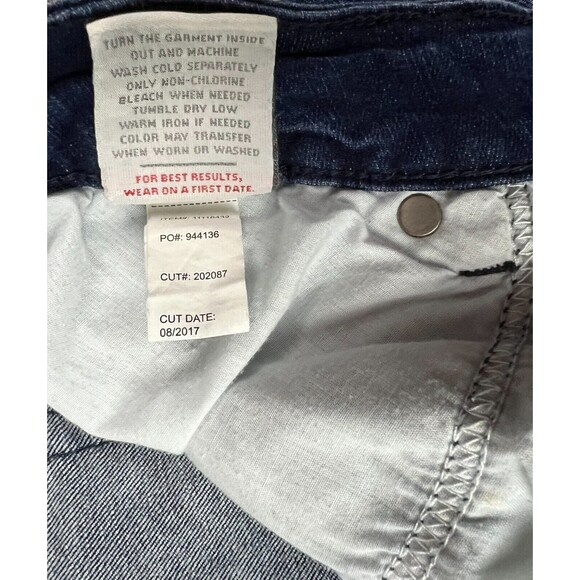 TURN THE GARMENT INSIDE
OUT AND MACHINE
WASH COLD SEPARATELY
ONLY NON-CHLORINE
BLEACH WHEN NEEDED
TUMBLE DRY LOW
WARM IRON IF NEEDED
COLOR MAY TRANSFER
WHEN WORN OR WASHED
FOR BEST RESULTS,
WEAR ON A FIRST DATE.
PO#: 944136
CUT#: 202087
CUT DATE:
08/2017